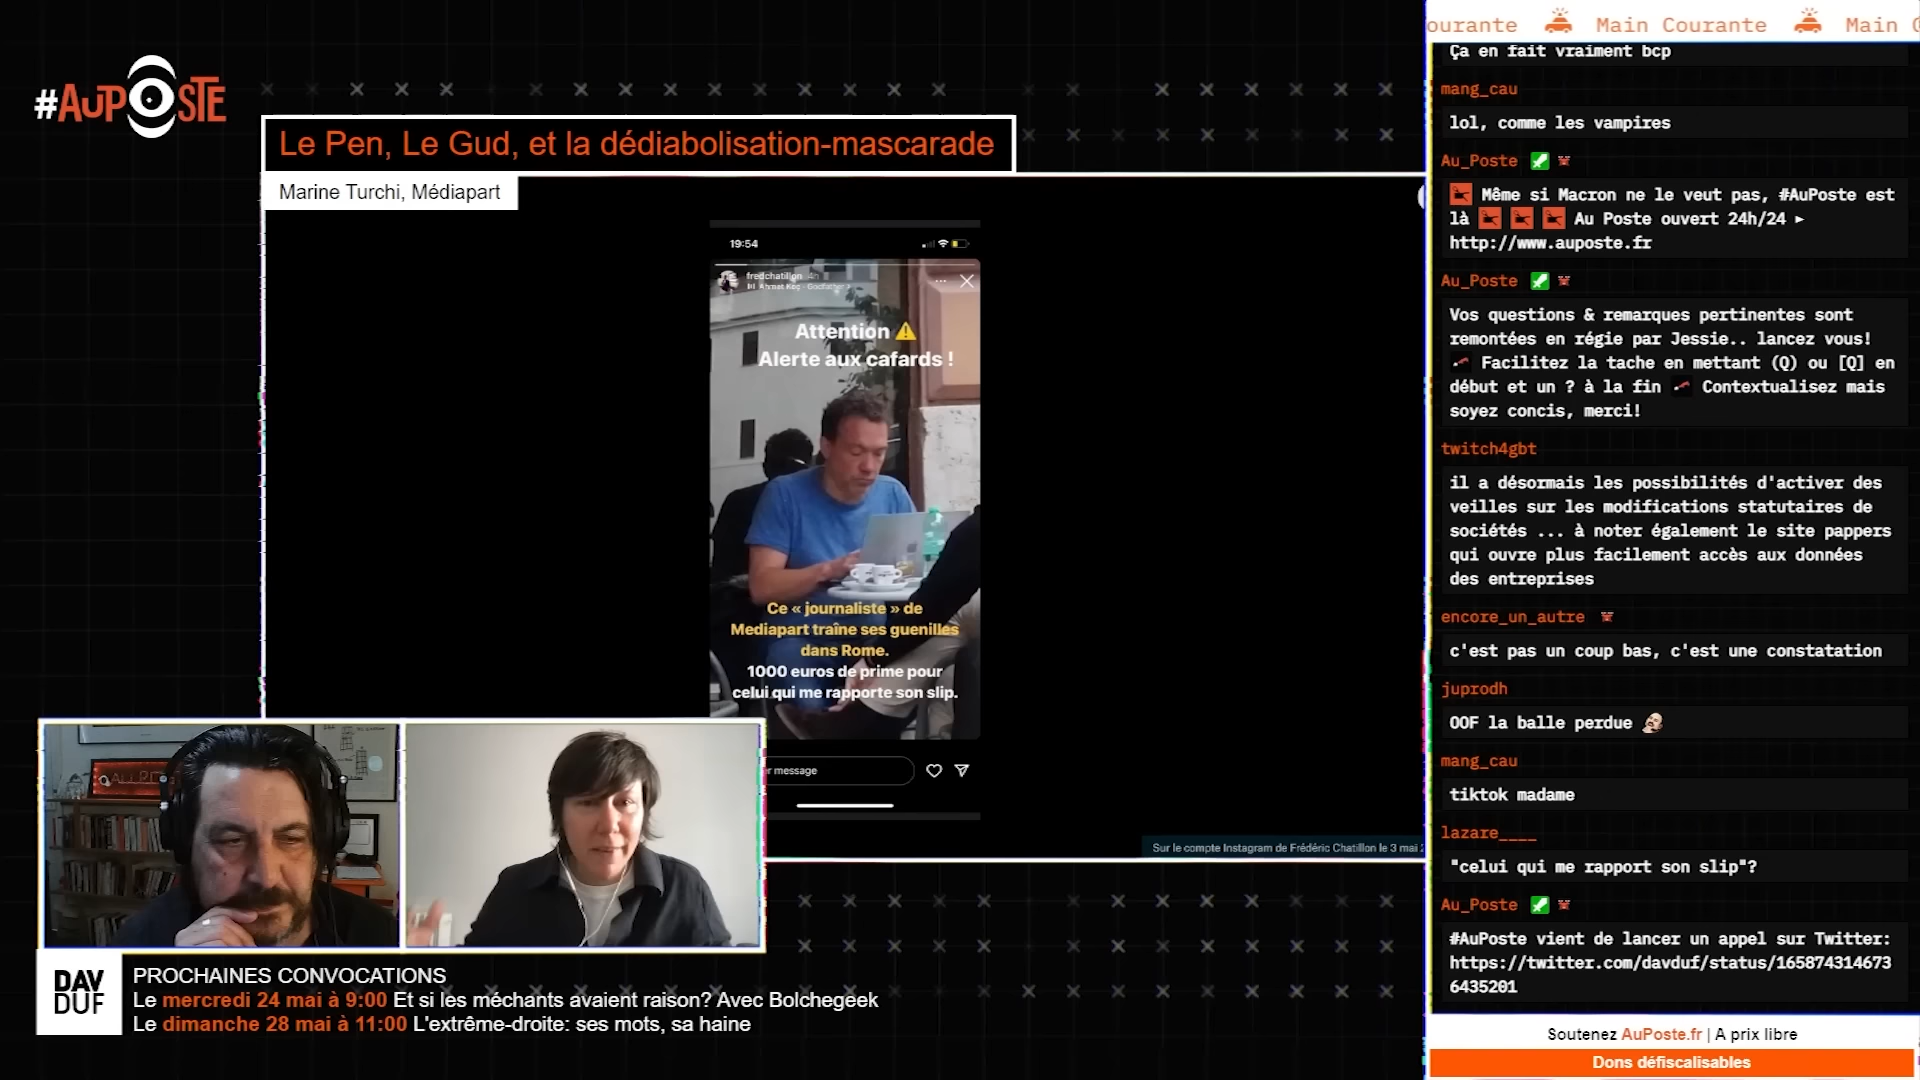 #AUPOSTE
Le Pen, Le Gud, et la dédiabolisation-mascarade
Marine Turchi, Médiapart
19:54
fredchatillon 4h
Ahmet Koç - Godfather
Attention ⚠️
Alerte aux cafards !
Ce « journaliste » de
Mediapart traîne ses guenilles
dans Rome.
1000 euros de prime pour
celui qui me rapporte son slip.
message
Sur le compte Instagram de Frédéric Chatillon le 3 mai
DAV
DUF
PROCHAINES CONVOCATIONS
Le mercredi 24 mai à 9:00 Et si les méchants avaient raison? Avec Bolchegeek
Le dimanche 28 mai à 11:00 L'extrême-droite: ses mots, sa haine
ourante Main Courante Main
Ça en fait vraiment bcp
mang_cau
lol, comme les vampires
Au_Poste
Même si Macron ne le veut pas, #AuPoste est
là Au Poste ouvert 24h/24 ▸
http://www.auposte.fr
Au_Poste
Vos questions & remarques pertinentes sont
remontées en régie par Jessie.. lancez vous!
Facilitez la tache en mettant (Q) ou [Q] en
début et un ? à la fin Contextualisez mais
soyez concis, merci!
twitch4gbt
il a désormais les possibilités d'activer des
veilles sur les modifications statutaires de
sociétés ... à noter également le site pappers
qui ouvre plus facilement accès aux données
des entreprises
encore_un_autre
c'est pas un coup bas, c'est une constatation
juprodh
OOF la balle perdue
mang_cau
tiktok madame
lazare____
"celui qui me rapport son slip"?
Au_Poste
#AuPoste vient de lancer un appel sur Twitter:
https://twitter.com/davduf/status/165874314673
6435201
Soutenez AuPoste.fr | A prix libre
Dons défiscalisables